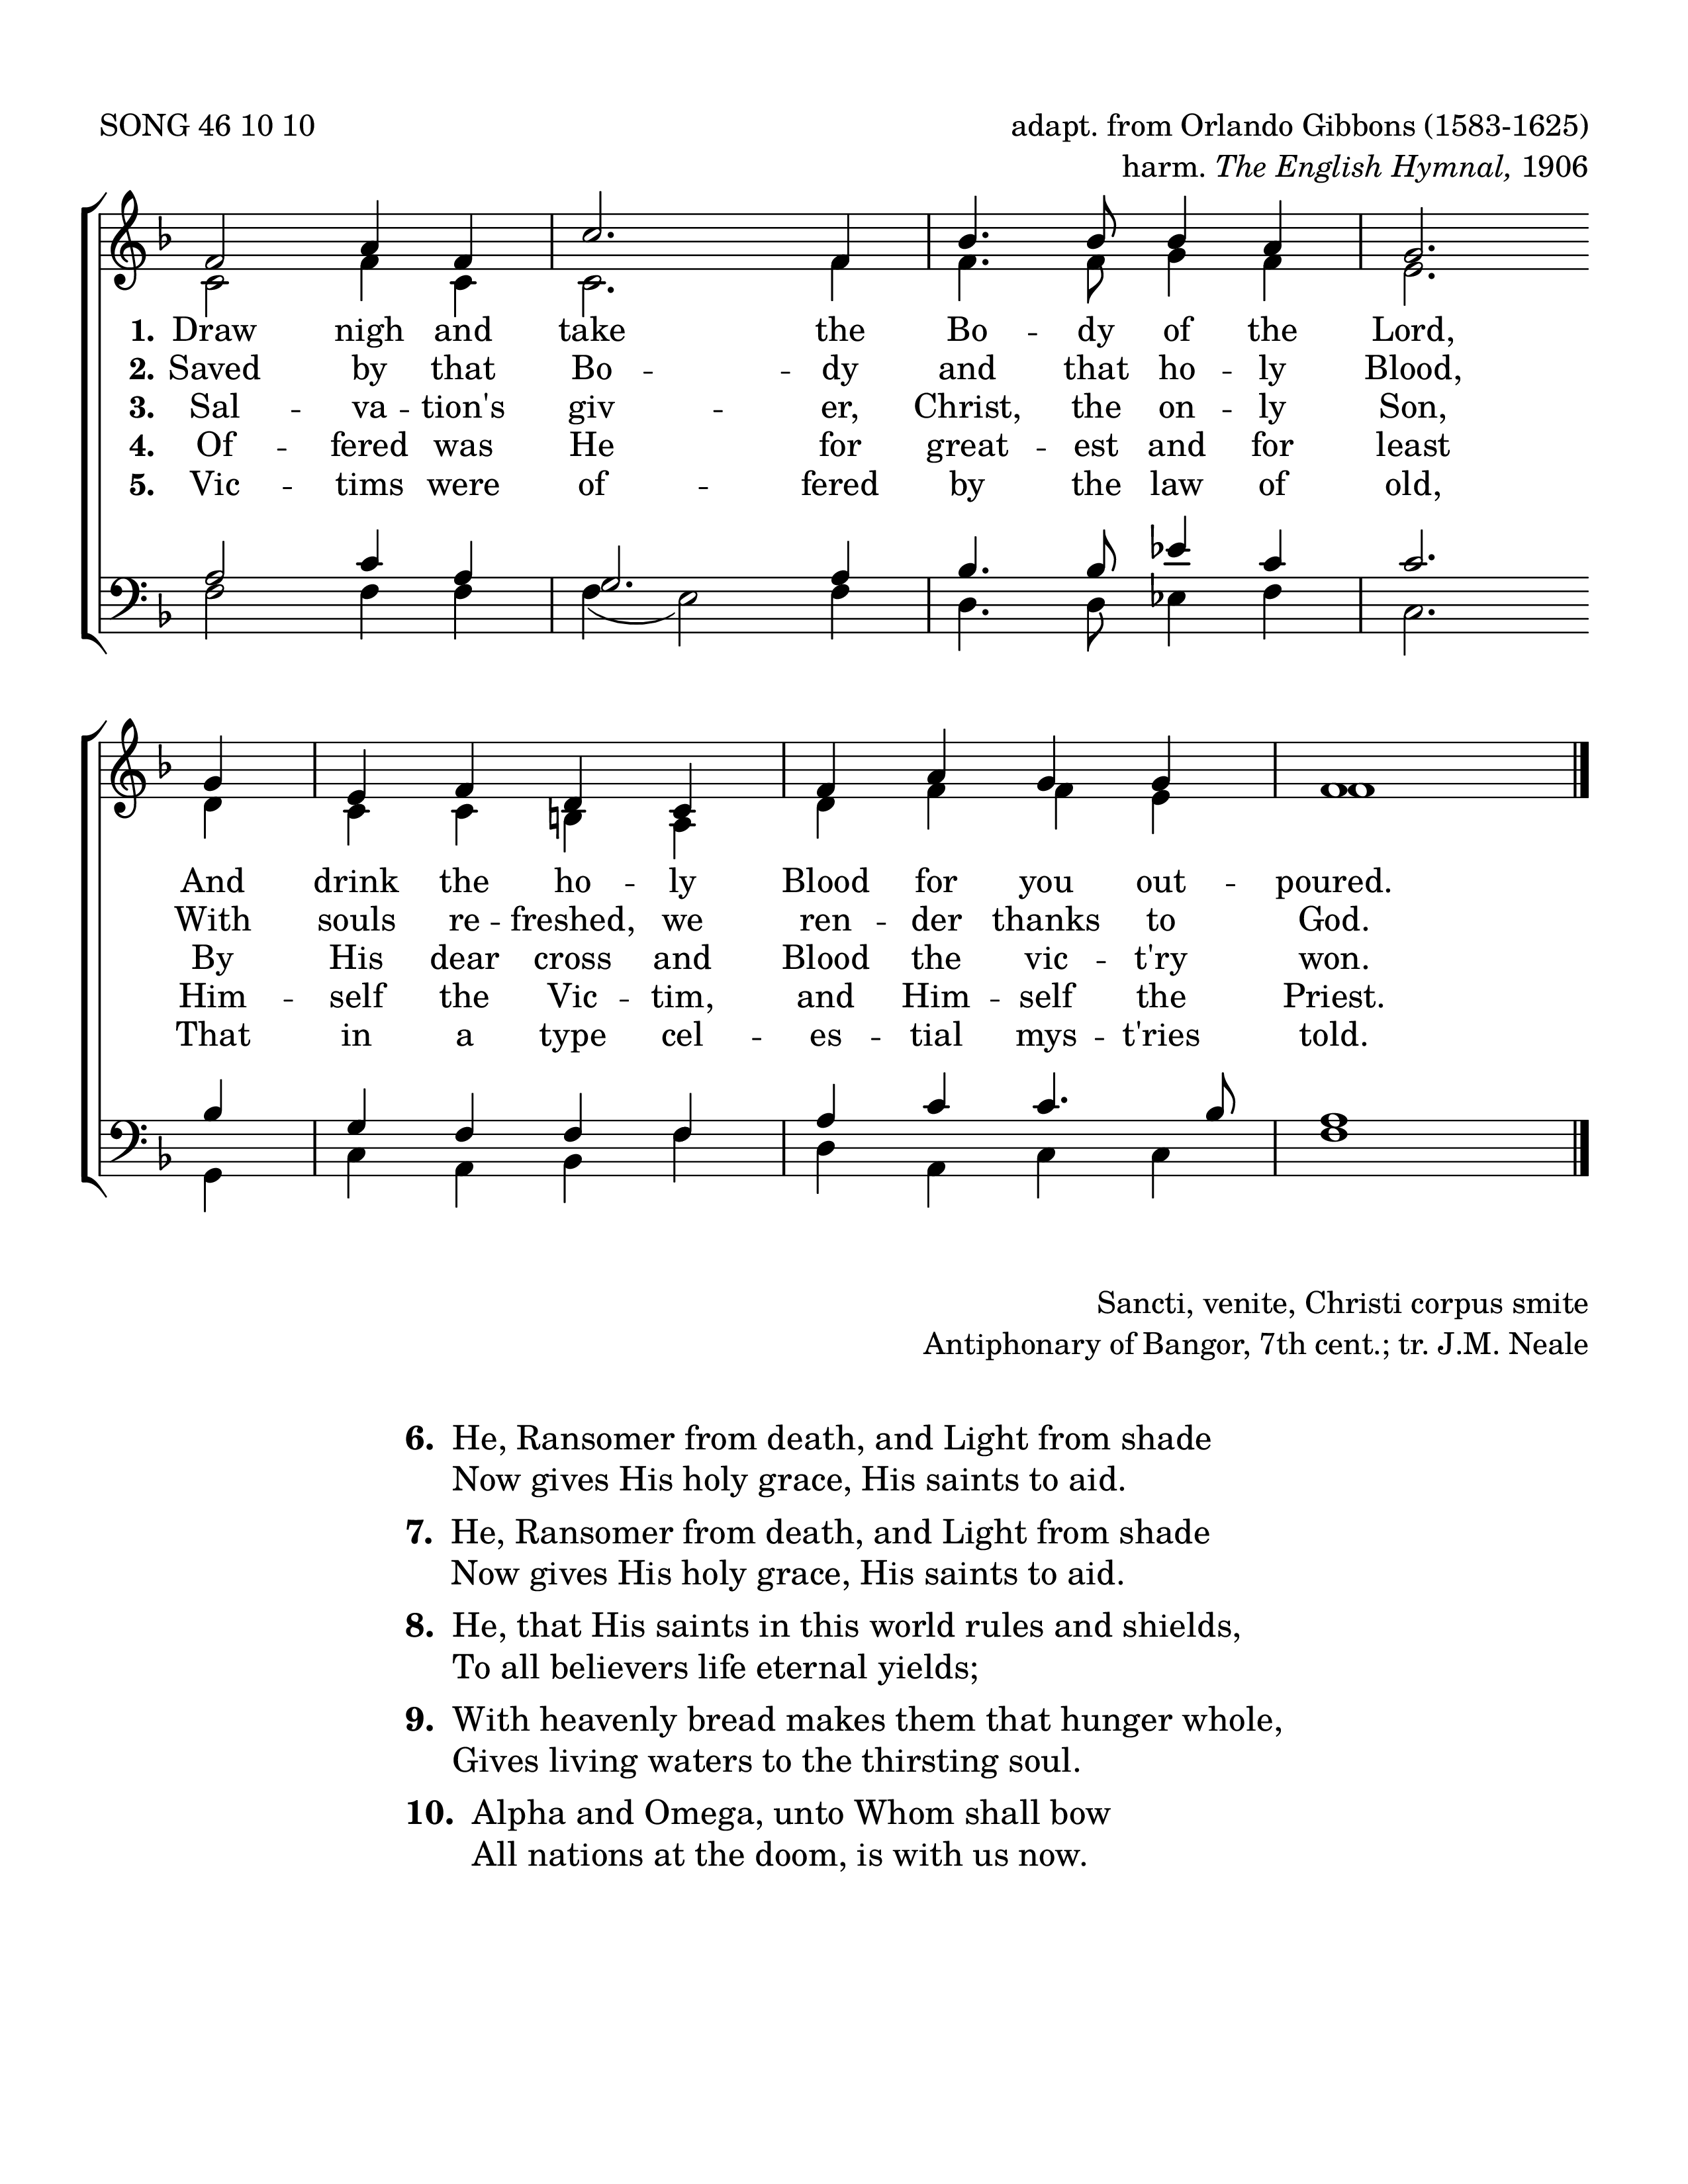 SONG 46 10 10
adapt. from Orlando Gibbons (1583-1625)
harm. The English Hymnal, 1906
1. Draw nigh and take the Bo -- dy of the Lord,
2. Saved by that Bo -- dy and that ho -- ly Blood,
3. Sal -- va -- tion's giv -- er, Christ, the on -- ly Son,
4. Of -- fered was He for great -- est and for least
5. Vic -- tims were of -- fered by the law of old,
And drink the ho -- ly Blood for you out -- poured.
With souls re -- freshed, we ren -- der thanks to God.
By His dear cross and Blood the vic -- t'ry won.
Him -- self the Vic -- tim, and Him -- self the Priest.
That in a type cel -- es -- tial mys -- t'ries told.
Sancti, venite, Christi corpus smite
Antiphonary of Bangor, 7th cent.; tr. J.M. Neale
6. He, Ransomer from death, and Light from shade
Now gives His holy grace, His saints to aid.
7. He, Ransomer from death, and Light from shade
Now gives His holy grace, His saints to aid.
8. He, that His saints in this world rules and shields,
To all believers life eternal yields;
9. With heavenly bread makes them that hunger whole,
Gives living waters to the thirsting soul.
10. Alpha and Omega, unto Whom shall bow
All nations at the doom, is with us now.